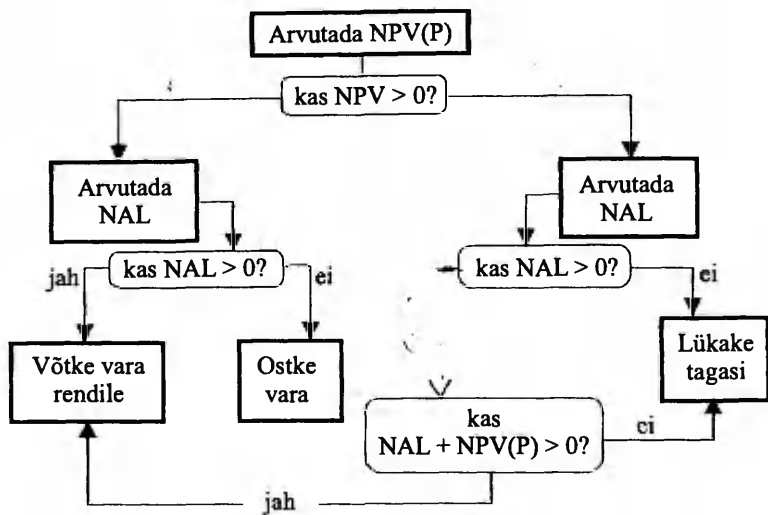 Arvutada NPV(P)
kas NPV > 0?
Arvutada
NAL
Arvutada
NAL
kas NAL > 0?
kas NAL > 0?
jah
ei
ei
Võtke vara
rendile
Ostke
vara
Lükake
tagasi
kas
NAL + NPV(P) > 0?
ei
jah